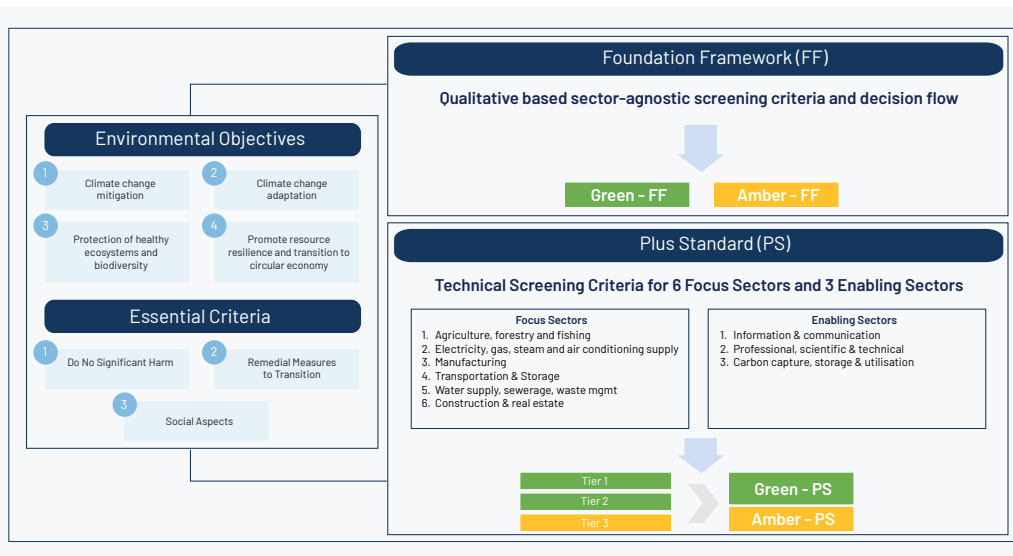 Foundation Framework (FF)
Qualitative based sector-agnostic screening criteria and decision flow
Green - FF
Amber - FF
Environmental Objectives
1
Climate change
mitigation
2
Climate change
adaptation
3
Protection of healthy
ecosystems and
biodiversity
4
Promote resource
resilience and transition to
circular economy
Essential Criteria
1
Do No Significant Harm
2
Remedial Measures
to Transition
3
Social Aspects
Plus Standard (PS)
Technical Screening Criteria for 6 Focus Sectors and 3 Enabling Sectors
Focus Sectors
1. Agriculture, forestry and fishing
2. Electricity, gas, steam and air conditioning supply
3. Manufacturing
4. Transportation & Storage
5. Water supply, sewerage, waste mgmt
6. Construction & real estate
Enabling Sectors
1. Information & communication
2. Professional, scientific & technical
3. Carbon capture, storage & utilisation
Tier 1
Tier 2
Tier 3
Green - PS
Amber - PS